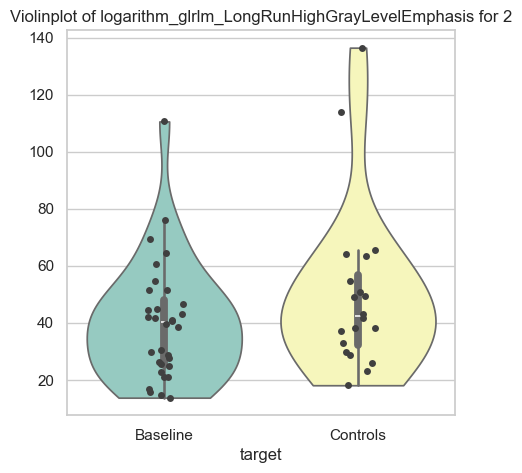 Violinplot of logarithm_glrlm_LongRunHighGrayLevelEmphasis for 2
140
120
100
80
60
40
20
Baseline Controls
target